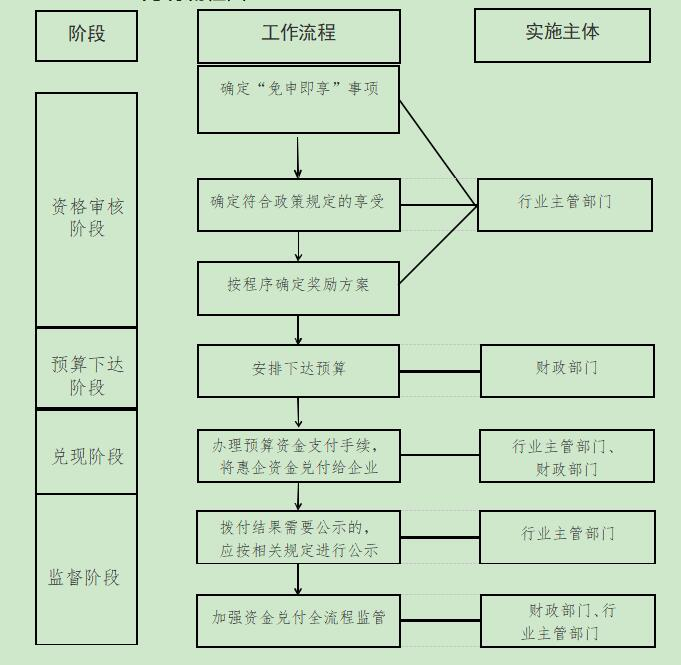 阶段
工作流程
实施主体
确定“免申即享”事项
资格审核
阶段
确定符合政策规定的享受
行业主管部门
按程序确定奖励方案
预算下达
阶段
安排下达预算
财政部门
兑现阶段
办理预算资金支付手续，
将惠企资金兑付给企业
行业主管部门、
财政部门
监督阶段
拨付结果需要公示的，
应按相关规定进行公示
行业主管部门
加强资金兑付全流程监管
财政部门、行
业主管部门